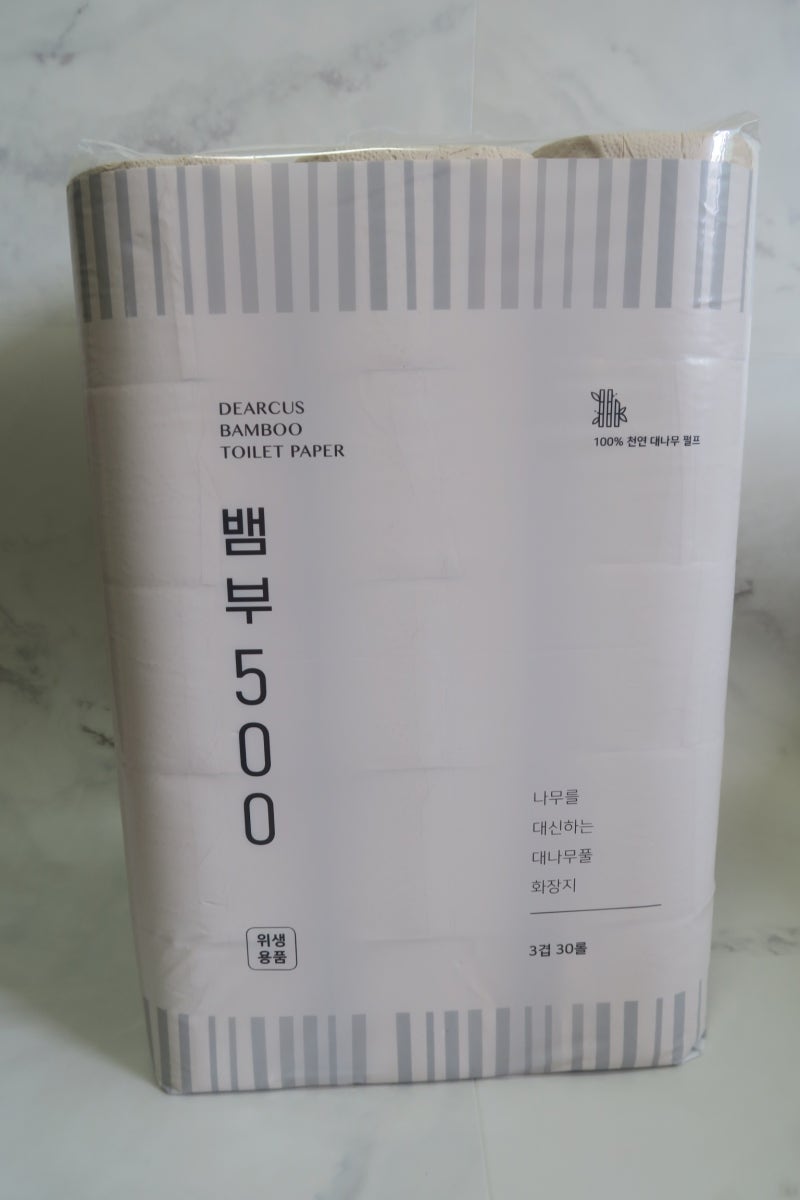 DEARCUS
BAMBOO
TOILET PAPER
100% 천연 대나무 펄프
뱀부500
나무를
대신하는
대나무풀
화장지
3겹 30롤
위생
용품